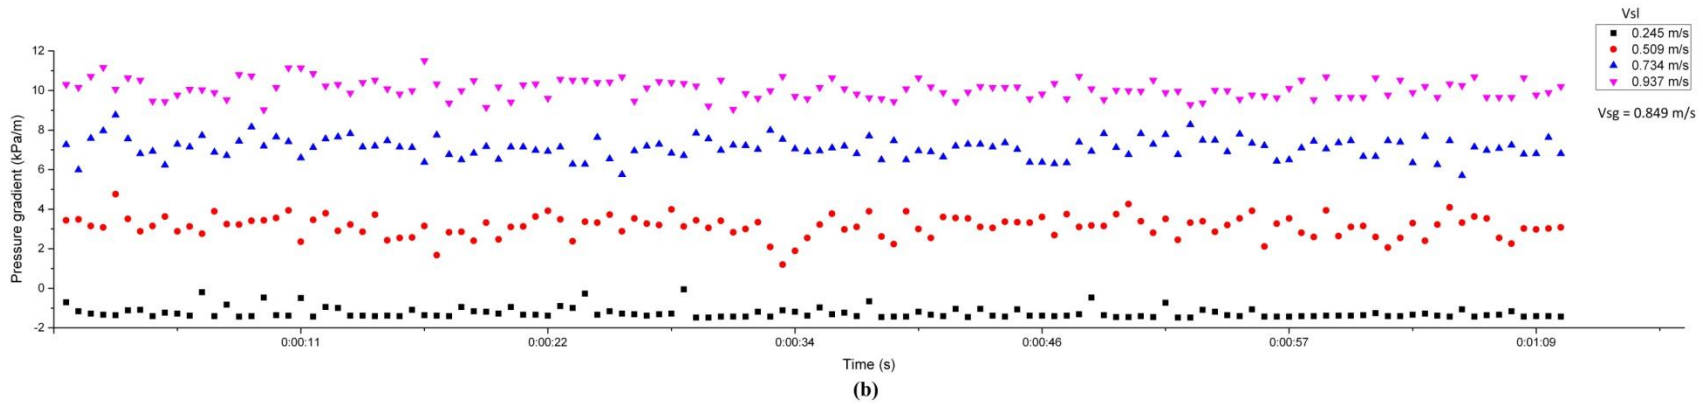 Vsl
0.245 m/s
0.509 m/s
0.734 m/s
0.937 m/s
Vsg = 0.849 m/s
Pressure gradient (kPa/m)
12
10
8
6
4
2
0
-2
0:00:11 0:00:22 0:00:34 0:00:46 0:00:57 0:01:09
Time (s)
(b)